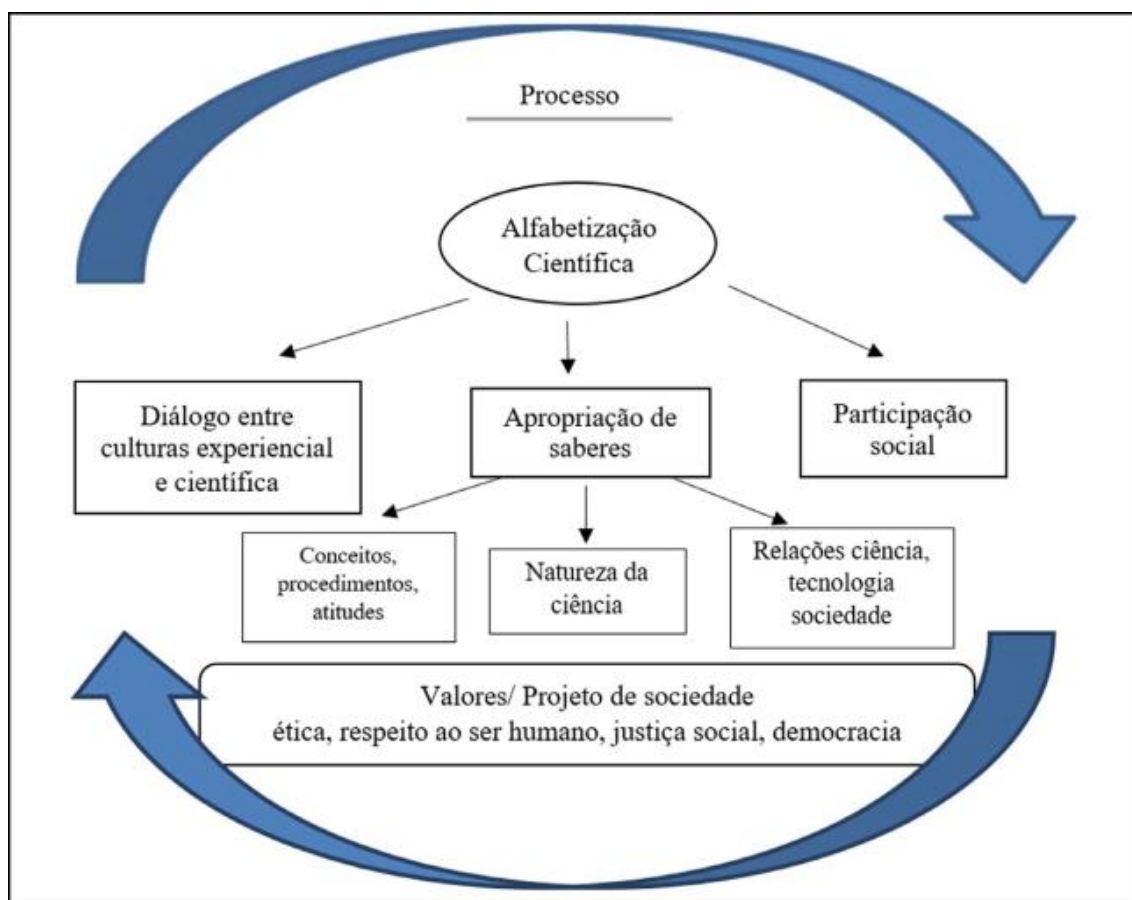 Processo
Alfabetização
Científica
Diálogo entre
culturas experiencial
e científica
Apropriação de
saberes
Participação
social
Conceitos,
procedimentos,
atitudes
Natureza da
ciência
Relações ciência,
tecnologia
sociedade
Valores/ Projeto de sociedade
ética, respeito ao ser humano, justiça social, democracia